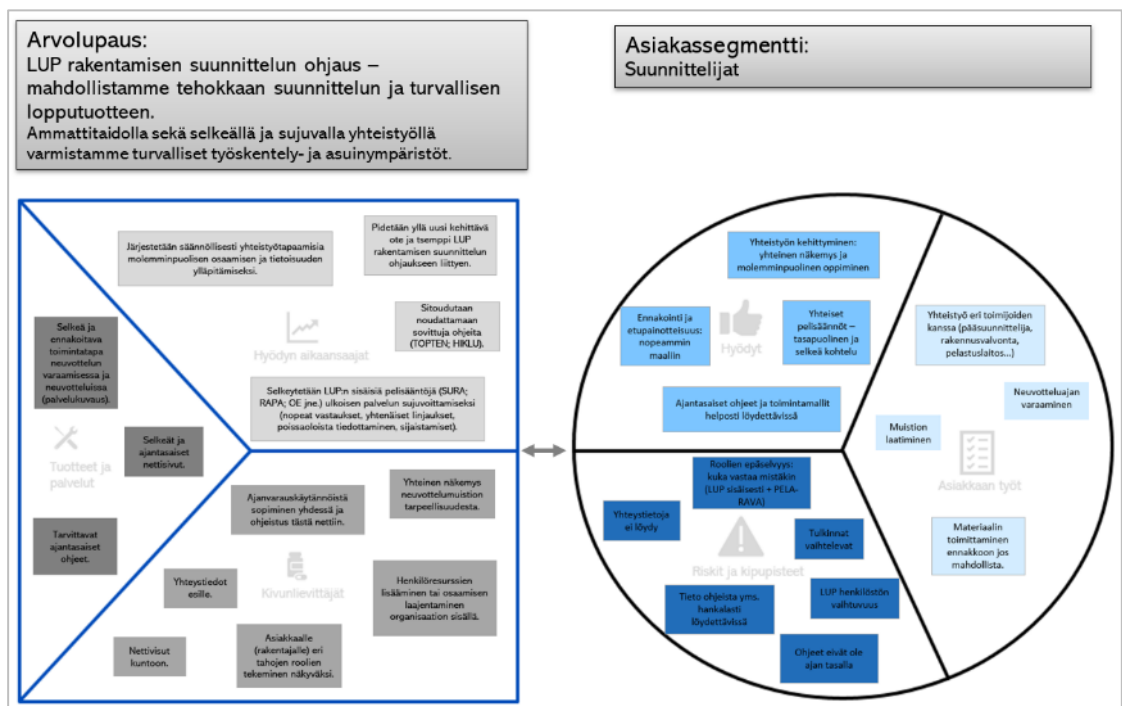 Arvolupaus:
LUP rakentamisen suunnittelun ohjaus –
mahdollistamme tehokkaan suunnittelun ja turvallisen
lopputuotteen.
Ammattitaidolla sekä selkeällä ja sujuvalla yhteistyöllä
varmistamme turvalliset työskentely- ja asuinympäristöt.
Asiakassegmentti:
Suunnittelijat
Järjestetään säännöllisesti yhteistyötapaamisia
molemminpuolisen osaamisen ja tietoisuuden
ylläpitämiseksi.
Pidetään yllä uusi kehittävä
ote ja tsemppi LUP
rakentamisen suunnittelun
ohjaukseen liittyen.
Sitoudutaan
noudattamaan
sovittuja ohjeita
(TOPTEN; HIKLU).
Hyödyn aikaansaajat
Selkeytetään LUP:n sisäisiä pelisääntöjä (SURA;
RAPA; OE jne.) ulkoisen palvelun sujuvoittamiseksi
(nopeat vastaukset, yhtenäiset linjaukset,
poissaoloista tiedottaminen, sijaistamiset).
Selkeä ja
ennakoitava
toimintatapa
neuvottelun
varaamisessa ja
neuvotteluissa
(palvelukuvaus).
Selkeät ja
ajantasaiset
nettisivut.
Tuotteet ja
palvelut
Tarvittavat
ajantasaiset
ohjeet.
Ajanvarauskäytännöistä
sopiminen yhdessä ja
ohjeistus tästä nettiin.
Yhteinen näkemys
neuvottelumuistion
tarpeellisuudesta.
Yhteystiedot
esille.
Kivunlievittäjät
Henkilöresurssien
lisääminen tai osaamisen
laajentaminen
organisaation sisällä.
Nettivisut
kuntoon.
Asiakkaalle
(rakentajalle) eri
tahojen roolien
tekeminen näkyväksi.
Yhteistyön kehittyminen:
yhteinen näkemys ja
molemminpuolinen oppiminen
Ennakointi ja
etupainotteisuus:
nopeammin
maaliin
Hyödyt
Yhteiset
pelisäännöt –
tasapuolinen ja
selkeä kohtelu
Ajantasaiset ohjeet ja toimintamallit
helposti löydettävissä
Yhteistyö eri toimijoiden
kanssa (pääsuunnittelija,
rakennusvalvonta,
pelastuslaitos...)
Neuvotteluajan
varaaminen
Muistion
laatiminen
Asiakkaan työt
Materiaalin
toimittaminen
ennakkoon jos
mahdollista.
Roolien epäselvyys:
kuka vastaa mistäkin
(LUP sisäisesti + PELA-
RAVA)
Yhteystietoja
ei löydy
Tulkinnat
vaihtelevat
Riskit ja kipupisteet
Tieto ohjeista yms.
hankalasti
löydettävissä
LUP henkilöstön
vaihtuvuus
Ohjeet eivät ole
ajan tasalla